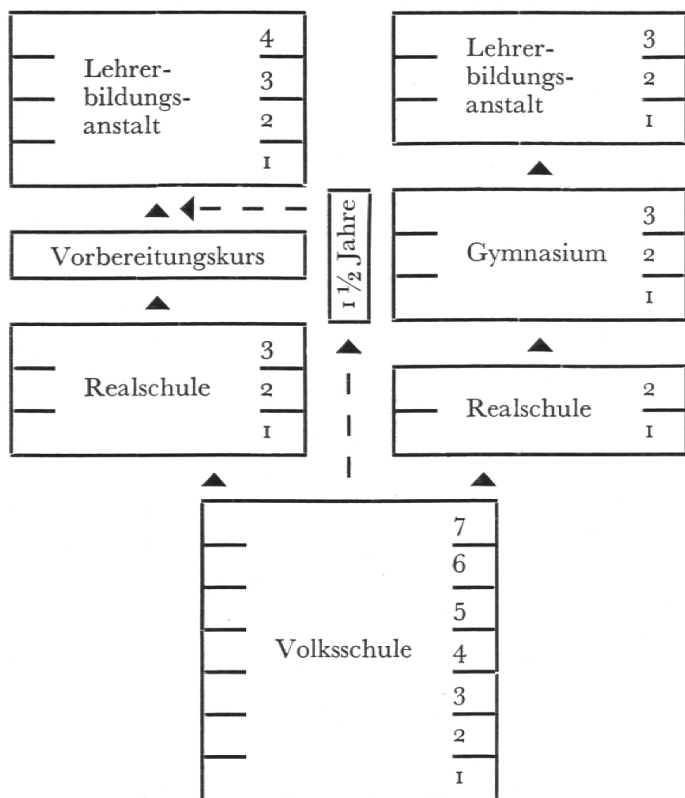 4
Lehrer-
3
bildungs-
anstalt
2
1
Vorbereitungskurs
3
Realschule
2
1
1 ½ Jahre
Lehrer-
3
bildungs-
2
anstalt
1
3
Gymnasium
2
1
2
Realschule
1
7
6
5
Volksschule
4
3
2
1